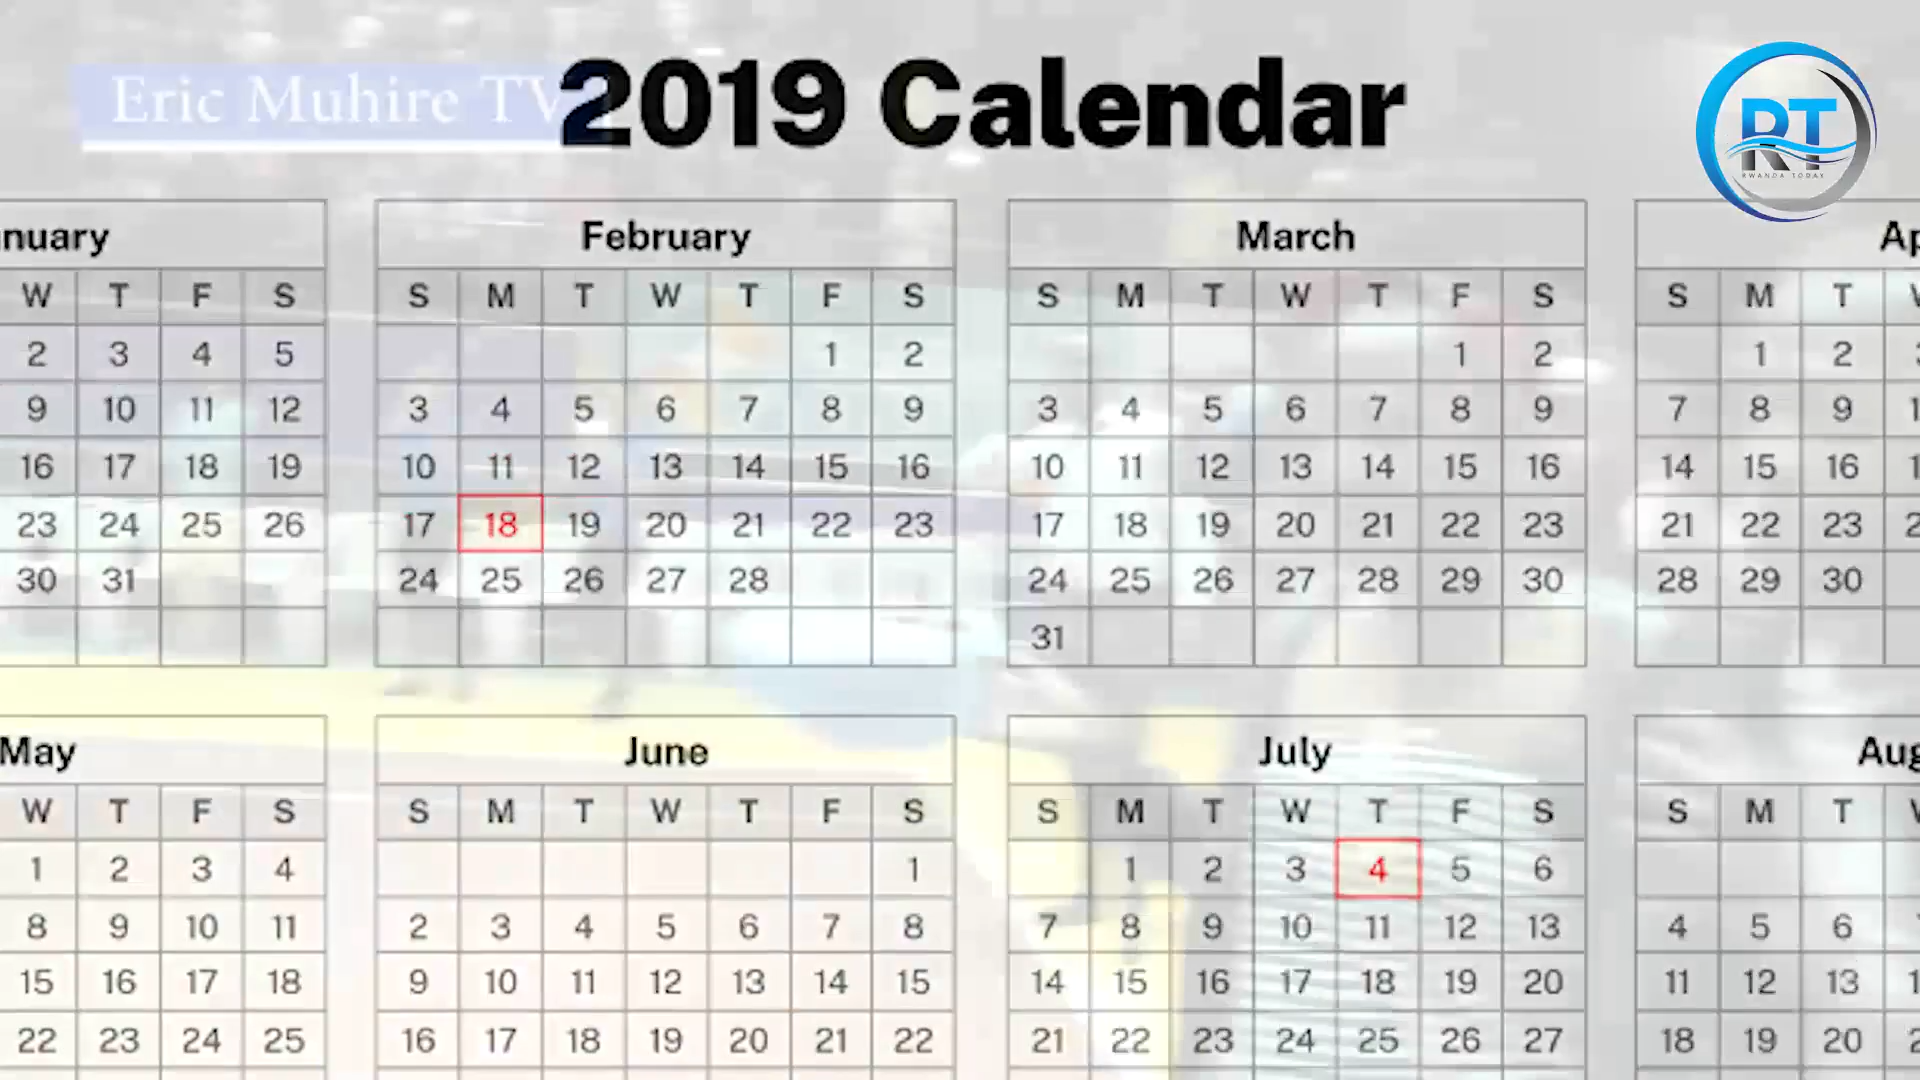 Eric Muhire TV
2019 Calendar
RT
RWANDA TODAY
nuary
W T F S
2 3 4 5
9 10 11 12
16 17 18 19
23 24 25 26
30 31
February
S M T W T F S
1 2
3 4 5 6 7 8 9
10 11 12 13 14 15 16
17 18 19 20 21 22 23
24 25 26 27 28
March
S M T W T F S
1 2
3 4 5 6 7 8 9
10 11 12 13 14 15 16
17 18 19 20 21 22 23
24 25 26 27 28 29 30
31
Ap
S M T
1 2
7 8 9
14 15 16
21 22 23
28 29 30
May
W T F S
1 2 3 4
8 9 10 11
15 16 17 18
22 23 24 25
June
S M T W T F S
1
2 3 4 5 6 7 8
9 10 11 12 13 14 15
16 17 18 19 20 21 22
July
S M T W T F S
1 2 3 4 5 6
7 8 9 10 11 12 13
14 15 16 17 18 19 20
21 22 23 24 25 26 27
Aug
S M T
4 5 6
11 12 13
18 19 20